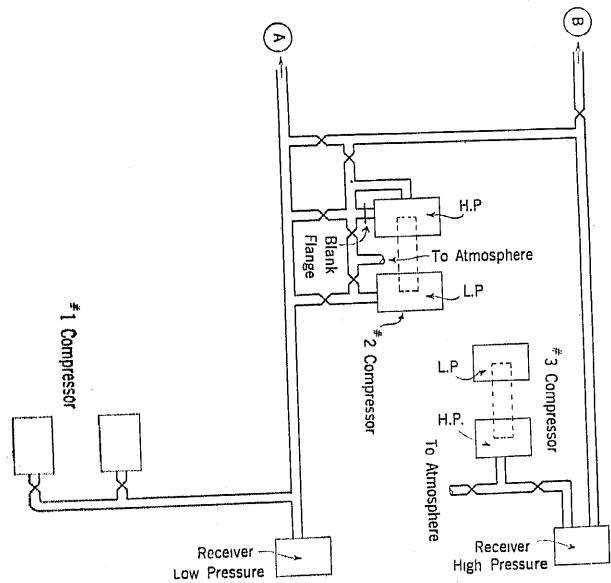 B
A
H.P
To Atmosphere
Blank
Flange
L.P
#2 Compressor
#3 Compressor
L.P
H.P.
To Atmosphere
#1 Compressor
Receiver
High Pressure
Receiver
Low Pressure